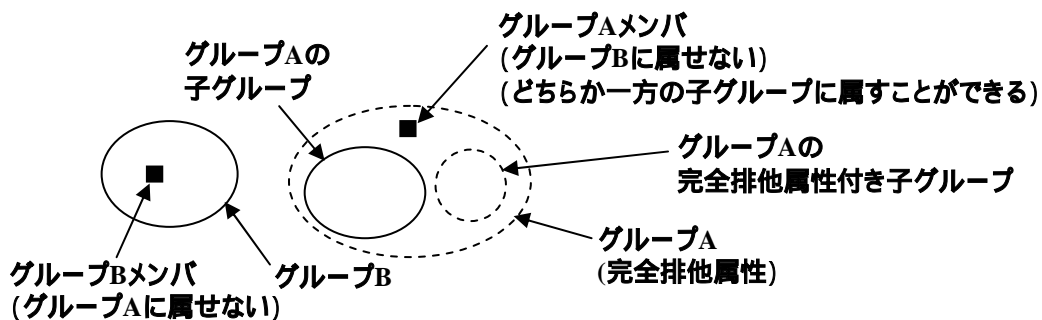 グループAの
子グループ
グループAメンバ
(グループBに属せない)
(どちらか一方の子グループに属すことができる)
グループAの
完全排他属性付き子グループ
グループA
(完全排他属性)
グループBメンバ
(グループAに属せない)
グループB